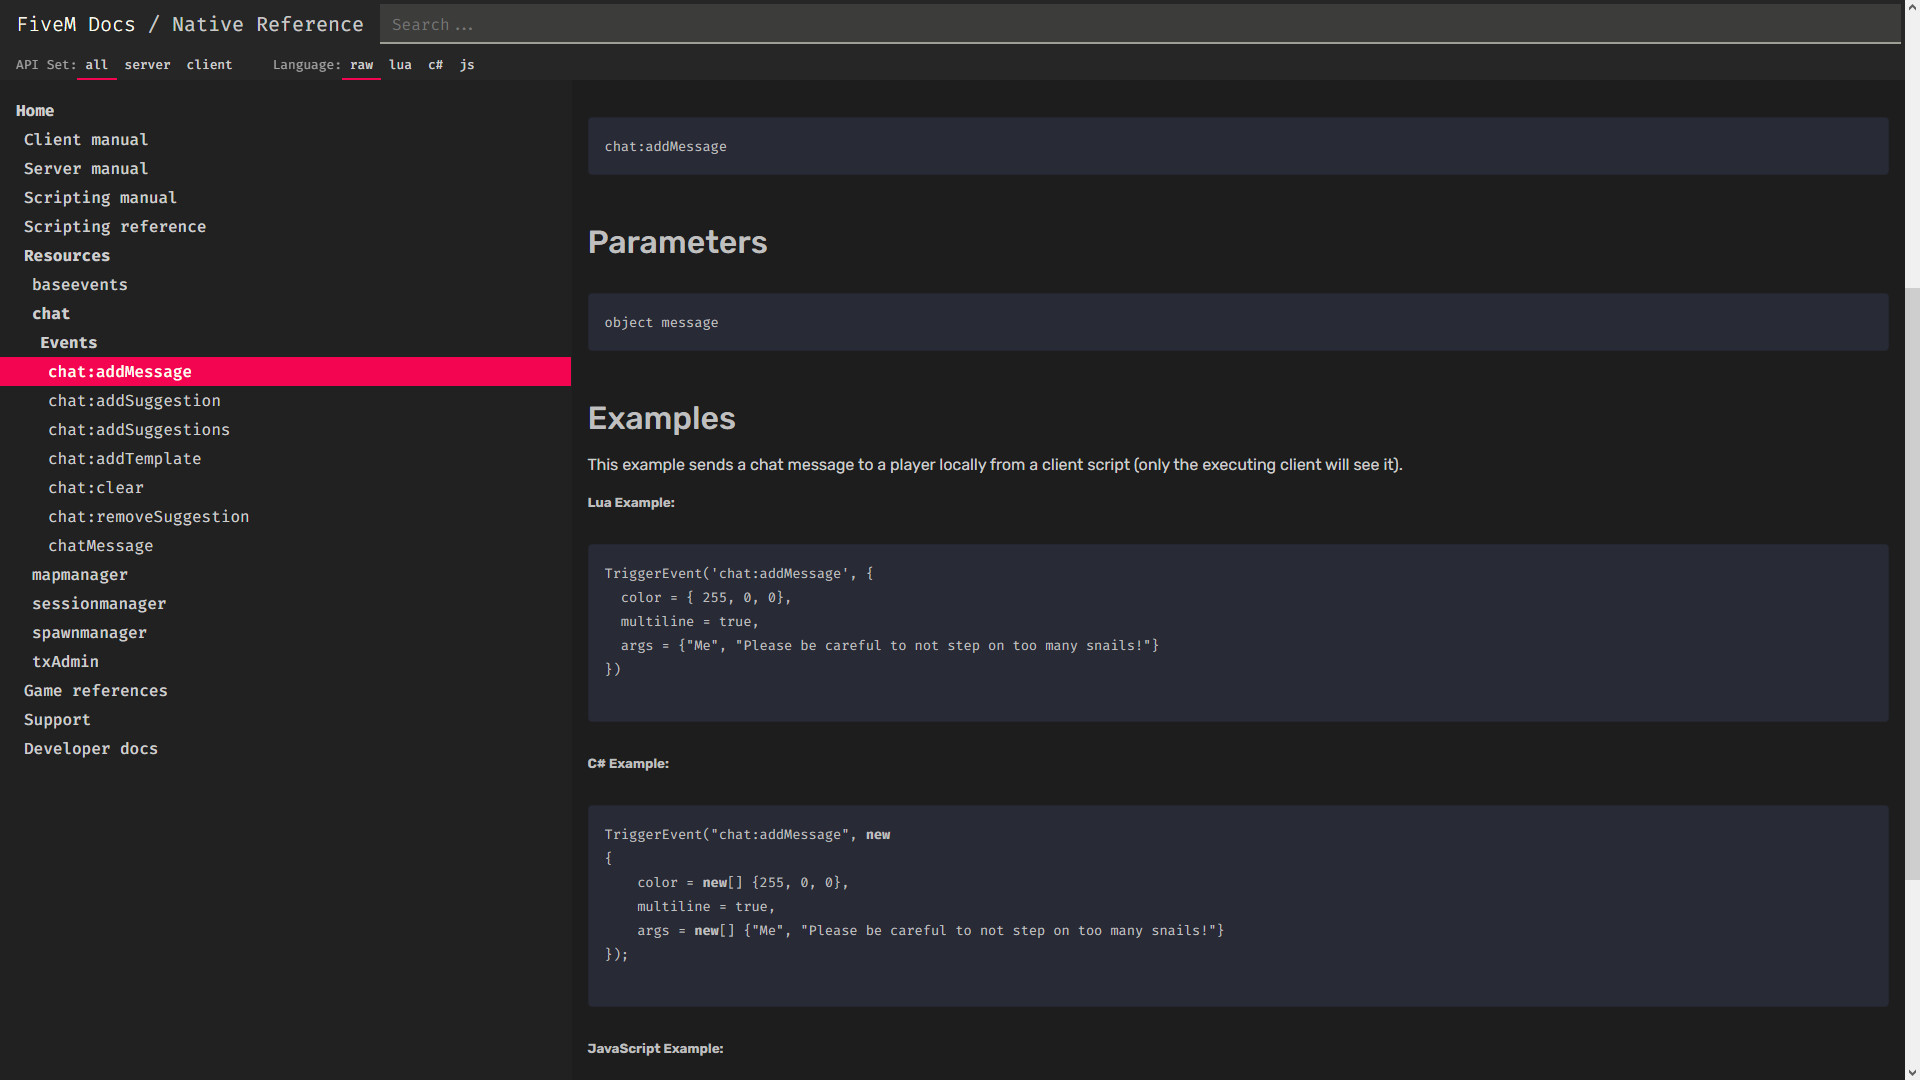 FiveM Docs / Native Reference
Search ...
API Set: all server client Language: raw lua c# js
Home
Client manual
Server manual
Scripting manual
Scripting reference
Resources
baseevents
chat
Events
chat:addMessage
chat:addSuggestion
chat:addSuggestions
chat:addTemplate
chat:clear
chat:removeSuggestion
chatMessage
mapmanager
sessionmanager
spawnmanager
txAdmin
Game references
Support
Developer docs
chat:addMessage
Parameters
object message
Examples
This example sends a chat message to a player locally from a client script (only the executing client will see it).
Lua Example:
TriggerEvent('chat:addMessage', {
  color = { 255, 0, 0},
  multiline = true,
  args = {"Me", "Please be careful to not step on too many snails!"}
})
C# Example:
TriggerEvent("chat:addMessage", new
{
    color = new[] {255, 0, 0},
    multiline = true,
    args = new[] {"Me", "Please be careful to not step on too many snails!"}
});
JavaScript Example: